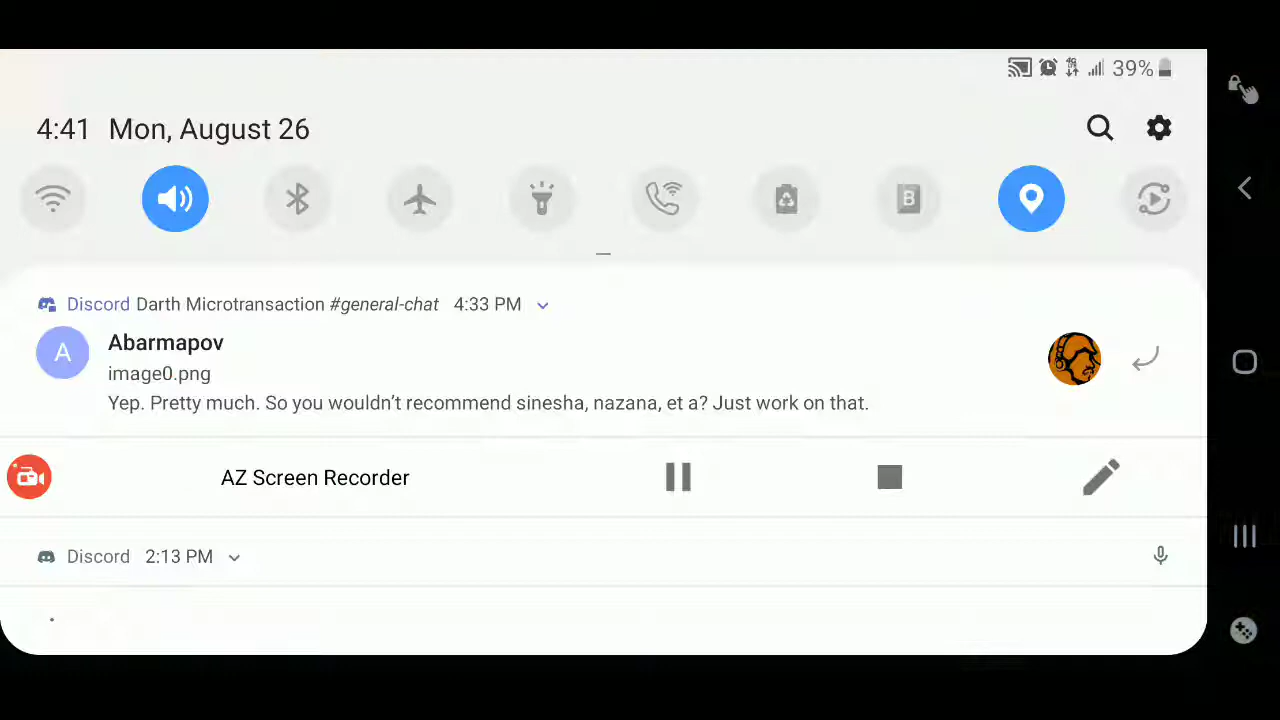 39%
4:41 Mon, August 26
B
Discord Darth Microtransaction #general-chat 4:33 PM
A
Abarmapov
image0.png
Yep. Pretty much. So you wouldn't recommend sinesha, nazana, et a? Just work on that.
AZ Screen Recorder
Discord 2:13 PM